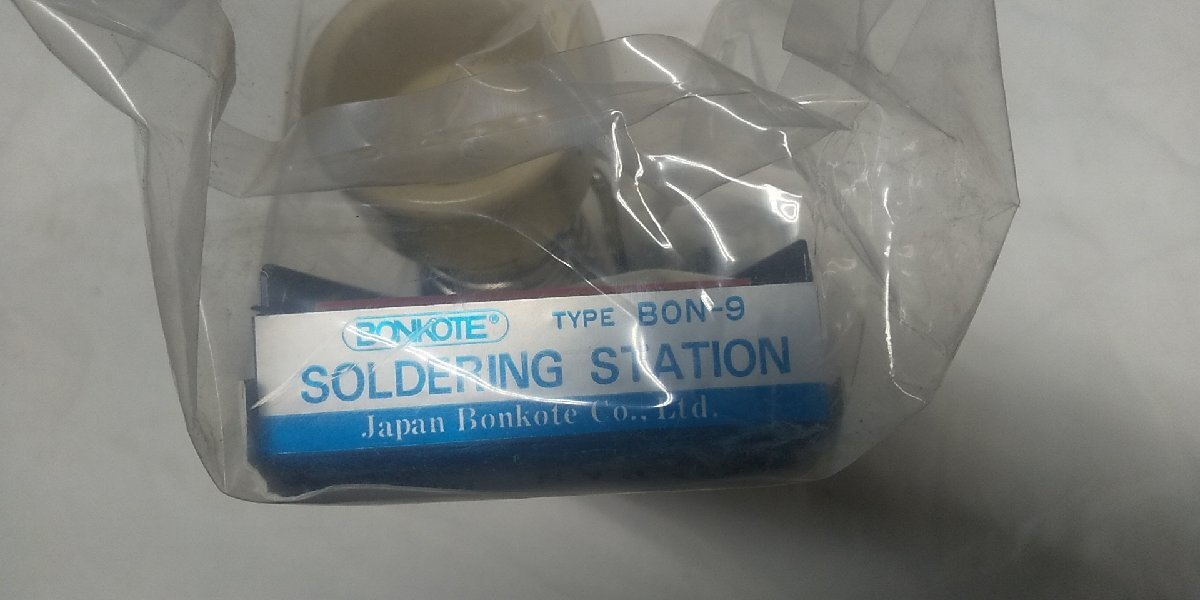 BONKOTE® TYPE BON-9
SOLDERING STATION
Japan Bonkote Co., Ltd.